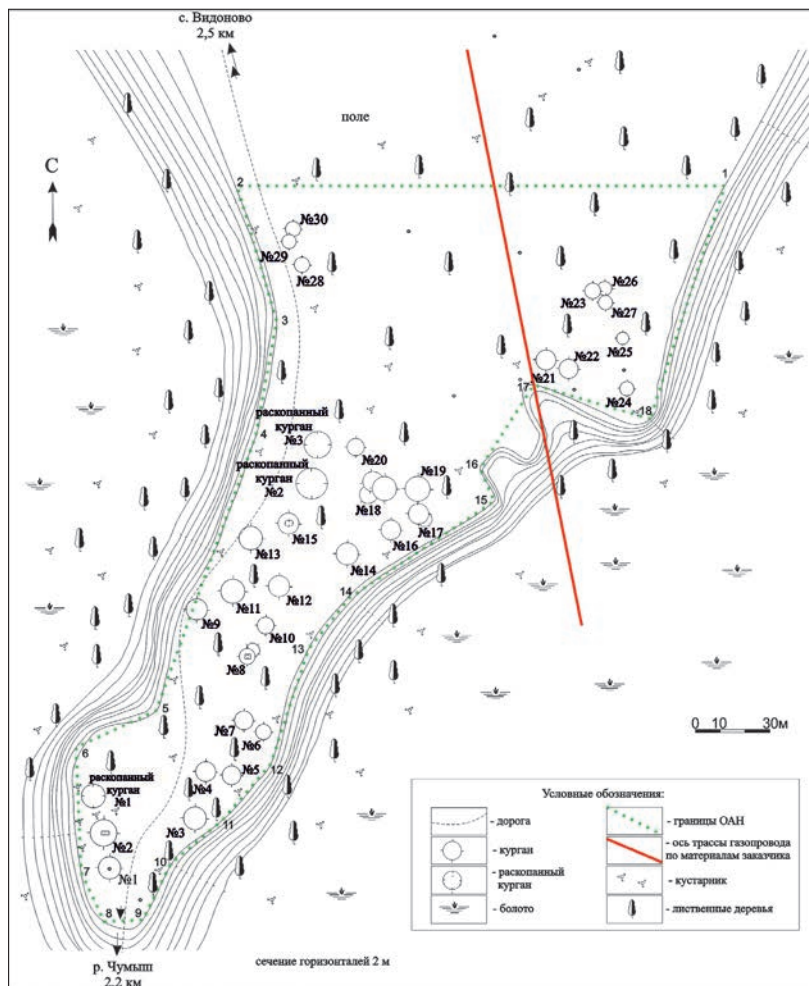 с. Видоново
2,5 км
поле
С
2
1
№30
№29
№28
№26
№23
№27
3
№25
№21
№22
17
№24
18
4
раскопанный
курган
№3
раскопанный
курган
№2
№20
16
№19
15
№18
№17
№15
№16
№13
№14
14
№12
№11
№9
№10
13
№8
5
№7
№6
6
12
№4
№5
раскопанный
курган
№1
№3
11
№2
10
7
№1
8
9
0 10 30м
р. Чумыш
2,2 км
сечение горизонталей 2 м
Условные обозначения:
- дорога
- курган
- раскопанный
курган
- болото
- границы ОАН
- ось трассы газопровода
по материалам заказчика
- кустарник
- лиственные деревья